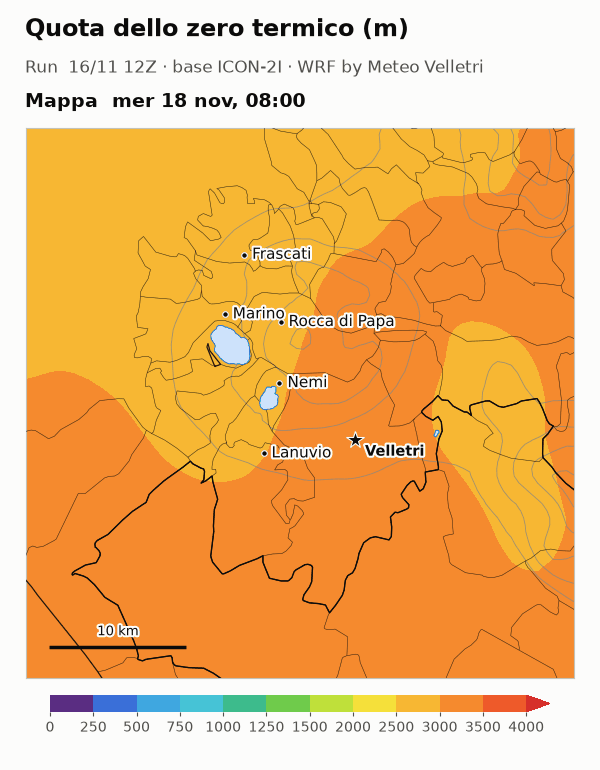 Quota dello zero termico (m)
Run  16/11 12Z · base ICON-2I · WRF by Meteo Velletri
Mappa  mer 18 nov, 08:00
Frascati
Marino
Rocca di Papa
Nemi
Velletri
Lanuvio
10 km
0 250 500 750 1000 1250 1500 2000 2500 3000 3500 4000